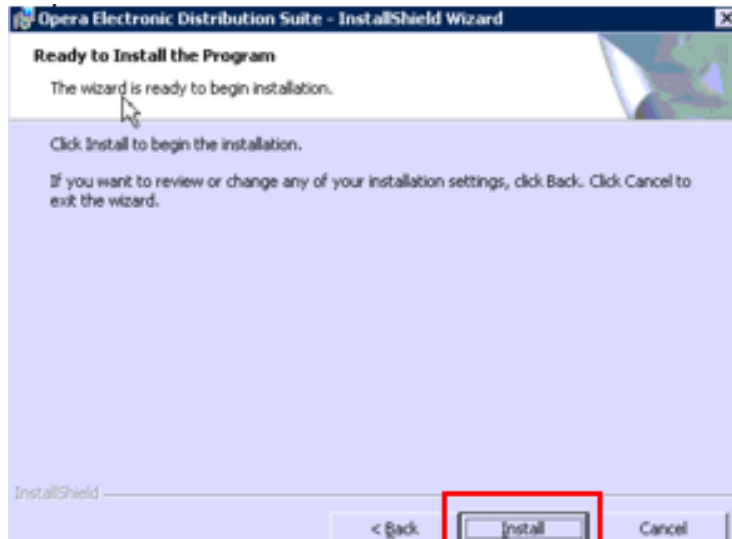 Opera Electronic Distribution Suite - InstallShield Wizard
Ready to Install the Program
The wizard is ready to begin installation.
Click Install to begin the installation.
If you want to review or change any of your installation settings, click Back. Click Cancel to
exit the wizard.
InstallShield
< Back
Install
Cancel